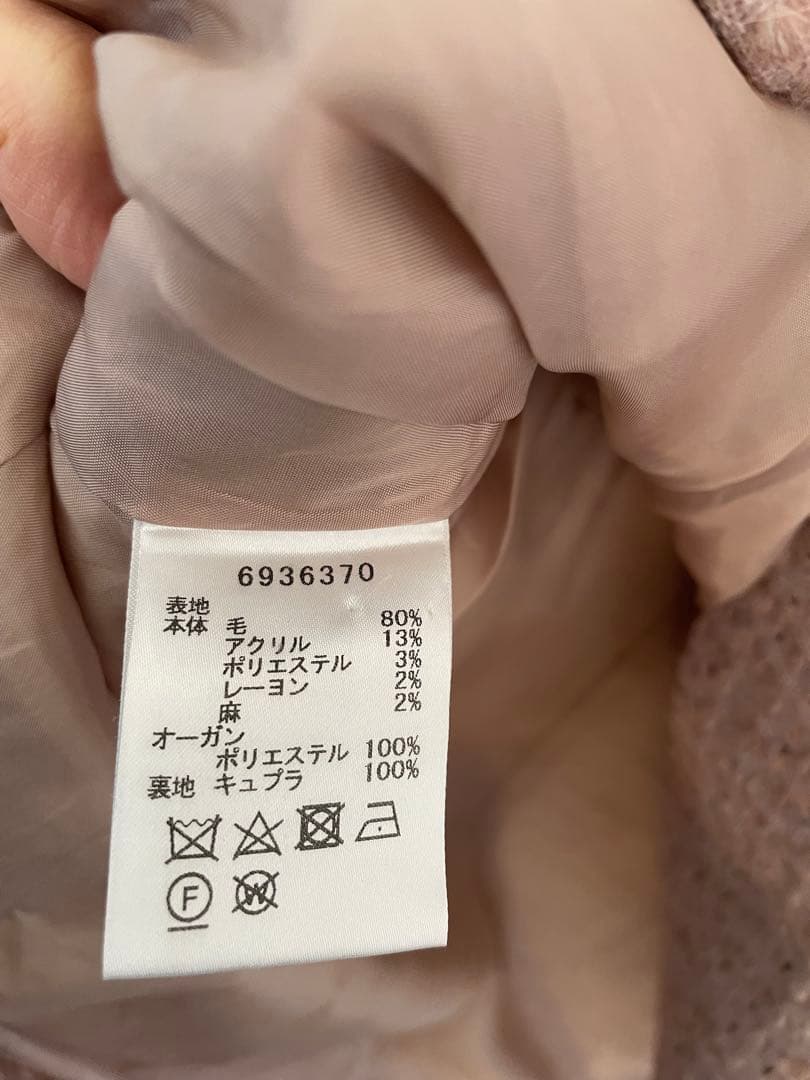 6936370
表地
本体 毛 80%
アクリル 13%
ポリエステル 3%
レーヨン 2%
麻 2%
オーガン
ポリエステル 100%
裏地 キュプラ 100%
F W